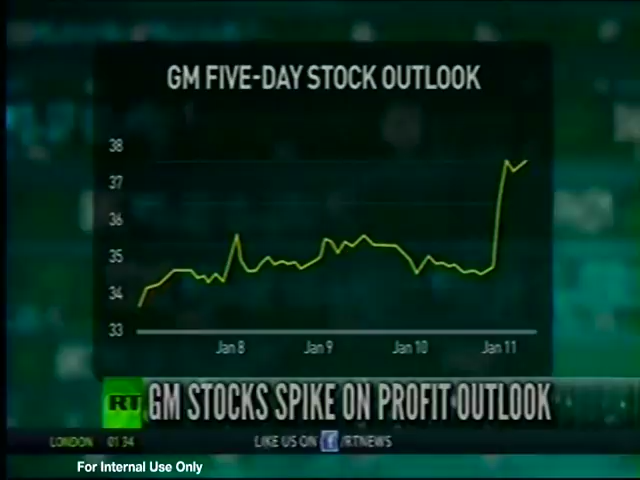 GM FIVE-DAY STOCK OUTLOOK
38
37
36
35
34
33
Jan 8 Jan 9 Jan 10 Jan 11
RT GM STOCKS SPIKE ON PROFIT OUTLOOK
LONDON 01:34 LIKE US ON f /RTNEWS
For Internal Use Only